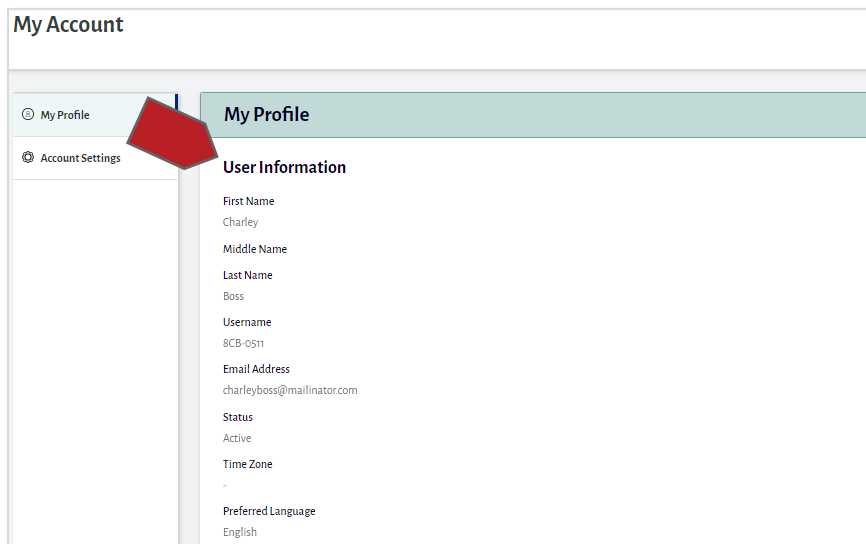 My Account
My Profile
Account Settings
My Profile
User Information
First Name
Charley
Middle Name
Last Name
Boss
Username
8CB-0511
Email Address
charleyboss@mailinator.com
Status
Active
Time Zone
-
Preferred Language
English